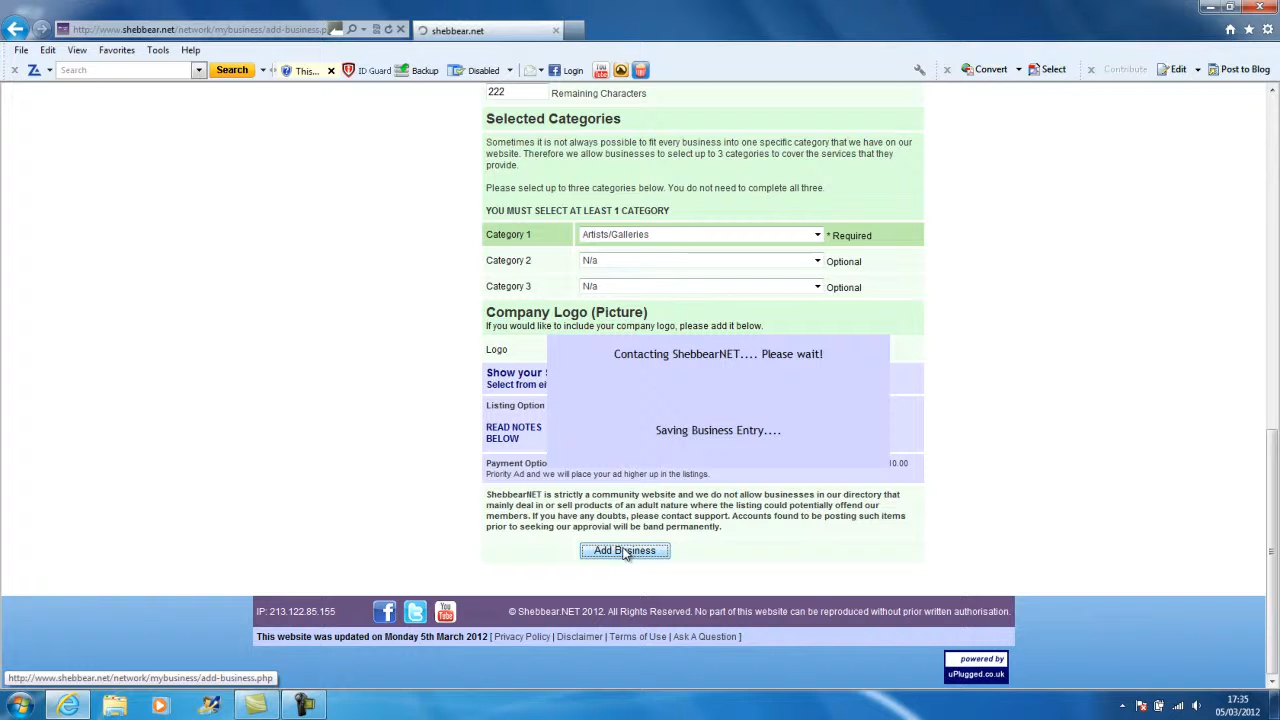 http://www.shebbear.net/network/mybusiness/add-business.p
shebbear.net
File Edit View Favorites Tools Help
Search Search This... ID Guard Backup Disabled Login Convert Select Contribute Edit Post to Blog
222 Remaining Characters
Selected Categories
Sometimes it is not always possible to fit every business into one specific category that we have on our
website. Therefore we allow businesses to select up to 3 categories to cover the services that they
provide.
Please select up to three categories below. You do not need to complete all three.
YOU MUST SELECT AT LEAST 1 CATEGORY
Category 1 Artists/Galleries * Required
Category 2 N/a Optional
Category 3 N/a Optional
Company Logo (Picture)
If you would like to include your company logo, please add it below.
Logo
Contacting ShebbearNET.... Please wait!
Show your
Select from ei
Listing Option
READ NOTES
BELOW
Saving Business Entry....
Payment Optio 10.00
Priority Ad and we will place your ad higher up in the listings.
ShebbearNET is strictly a community website and we do not allow businesses in our directory that
mainly deal in or sell products of an adult nature where the listing could potentially offend our
members. If you have any doubts, please contact support. Accounts found to be posting such items
prior to seeking our approvial will be band permanently.
Add Business
IP: 213.122.85.155 You Tube © Shebbear.NET 2012. All Rights Reserved. No part of this website can be reproduced without prior written authorisation.
This website was updated on Monday 5th March 2012 [ Privacy Policy | Disclaimer | Terms of Use | Ask A Question ]
powered by
uPlugged.co.uk
http://www.shebbear.net/network/mybusiness/add-business.php
17:35
05/03/2012